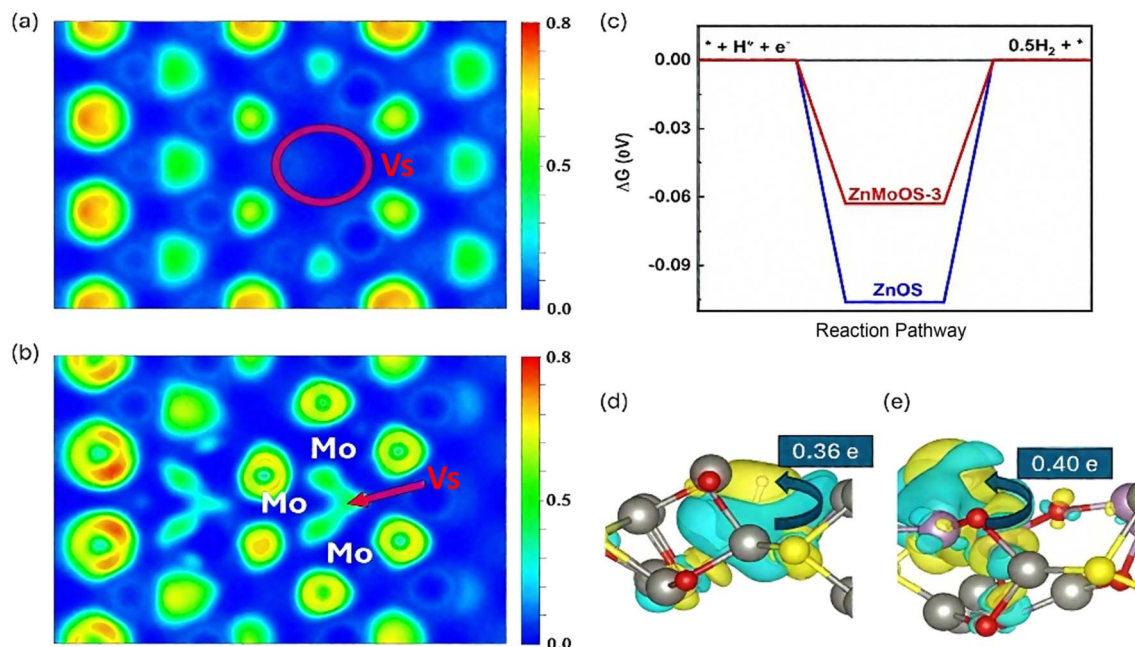 (a)
0.8
0.5
0.0
Vs
(b)
0.8
0.5
0.0
Mo
Mo
Mo
Vs
(c)
* + H⁺ + e⁻
0.5H₂ + *
0.00
-0.03
-0.06
-0.09
ΔG (eV)
ZnMoOS-3
ZnOS
Reaction Pathway
(d)
0.36 e
(e)
0.40 e